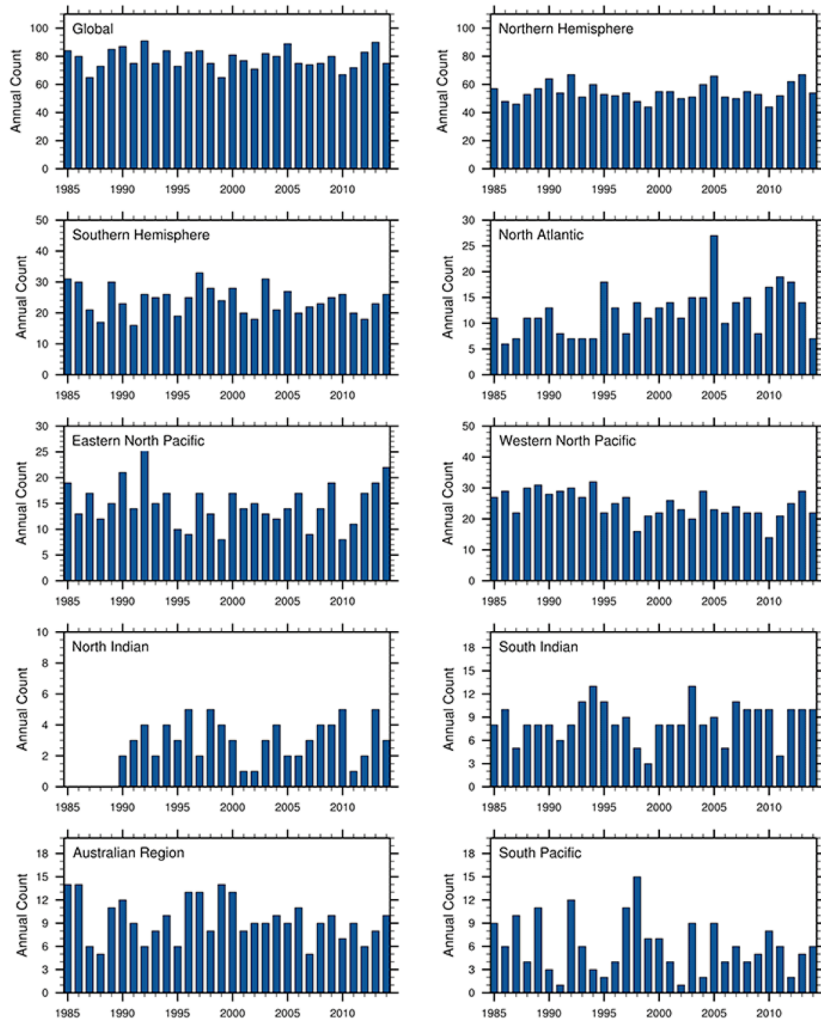 Global
Annual Count
110
100
80
60
40
20
0
1985 1990 1995 2000 2005 2010
Northern Hemisphere
Annual Count
110
100
80
60
40
20
0
1985 1990 1995 2000 2005 2010
Southern Hemisphere
Annual Count
50
40
30
20
10
0
1985 1990 1995 2000 2005 2010
North Atlantic
Annual Count
30
25
20
15
10
5
0
1985 1990 1995 2000 2005 2010
Eastern North Pacific
Annual Count
30
25
20
15
10
5
0
1985 1990 1995 2000 2005 2010
Western North Pacific
Annual Count
50
40
30
20
10
0
1985 1990 1995 2000 2005 2010
North Indian
Annual Count
10
8
6
4
2
0
1985 1990 1995 2000 2005 2010
South Indian
Annual Count
18
15
12
9
6
3
0
1985 1990 1995 2000 2005 2010
Australian Region
Annual Count
18
15
12
9
6
3
0
1985 1990 1995 2000 2005 2010
South Pacific
Annual Count
18
15
12
9
6
3
0
1985 1990 1995 2000 2005 2010